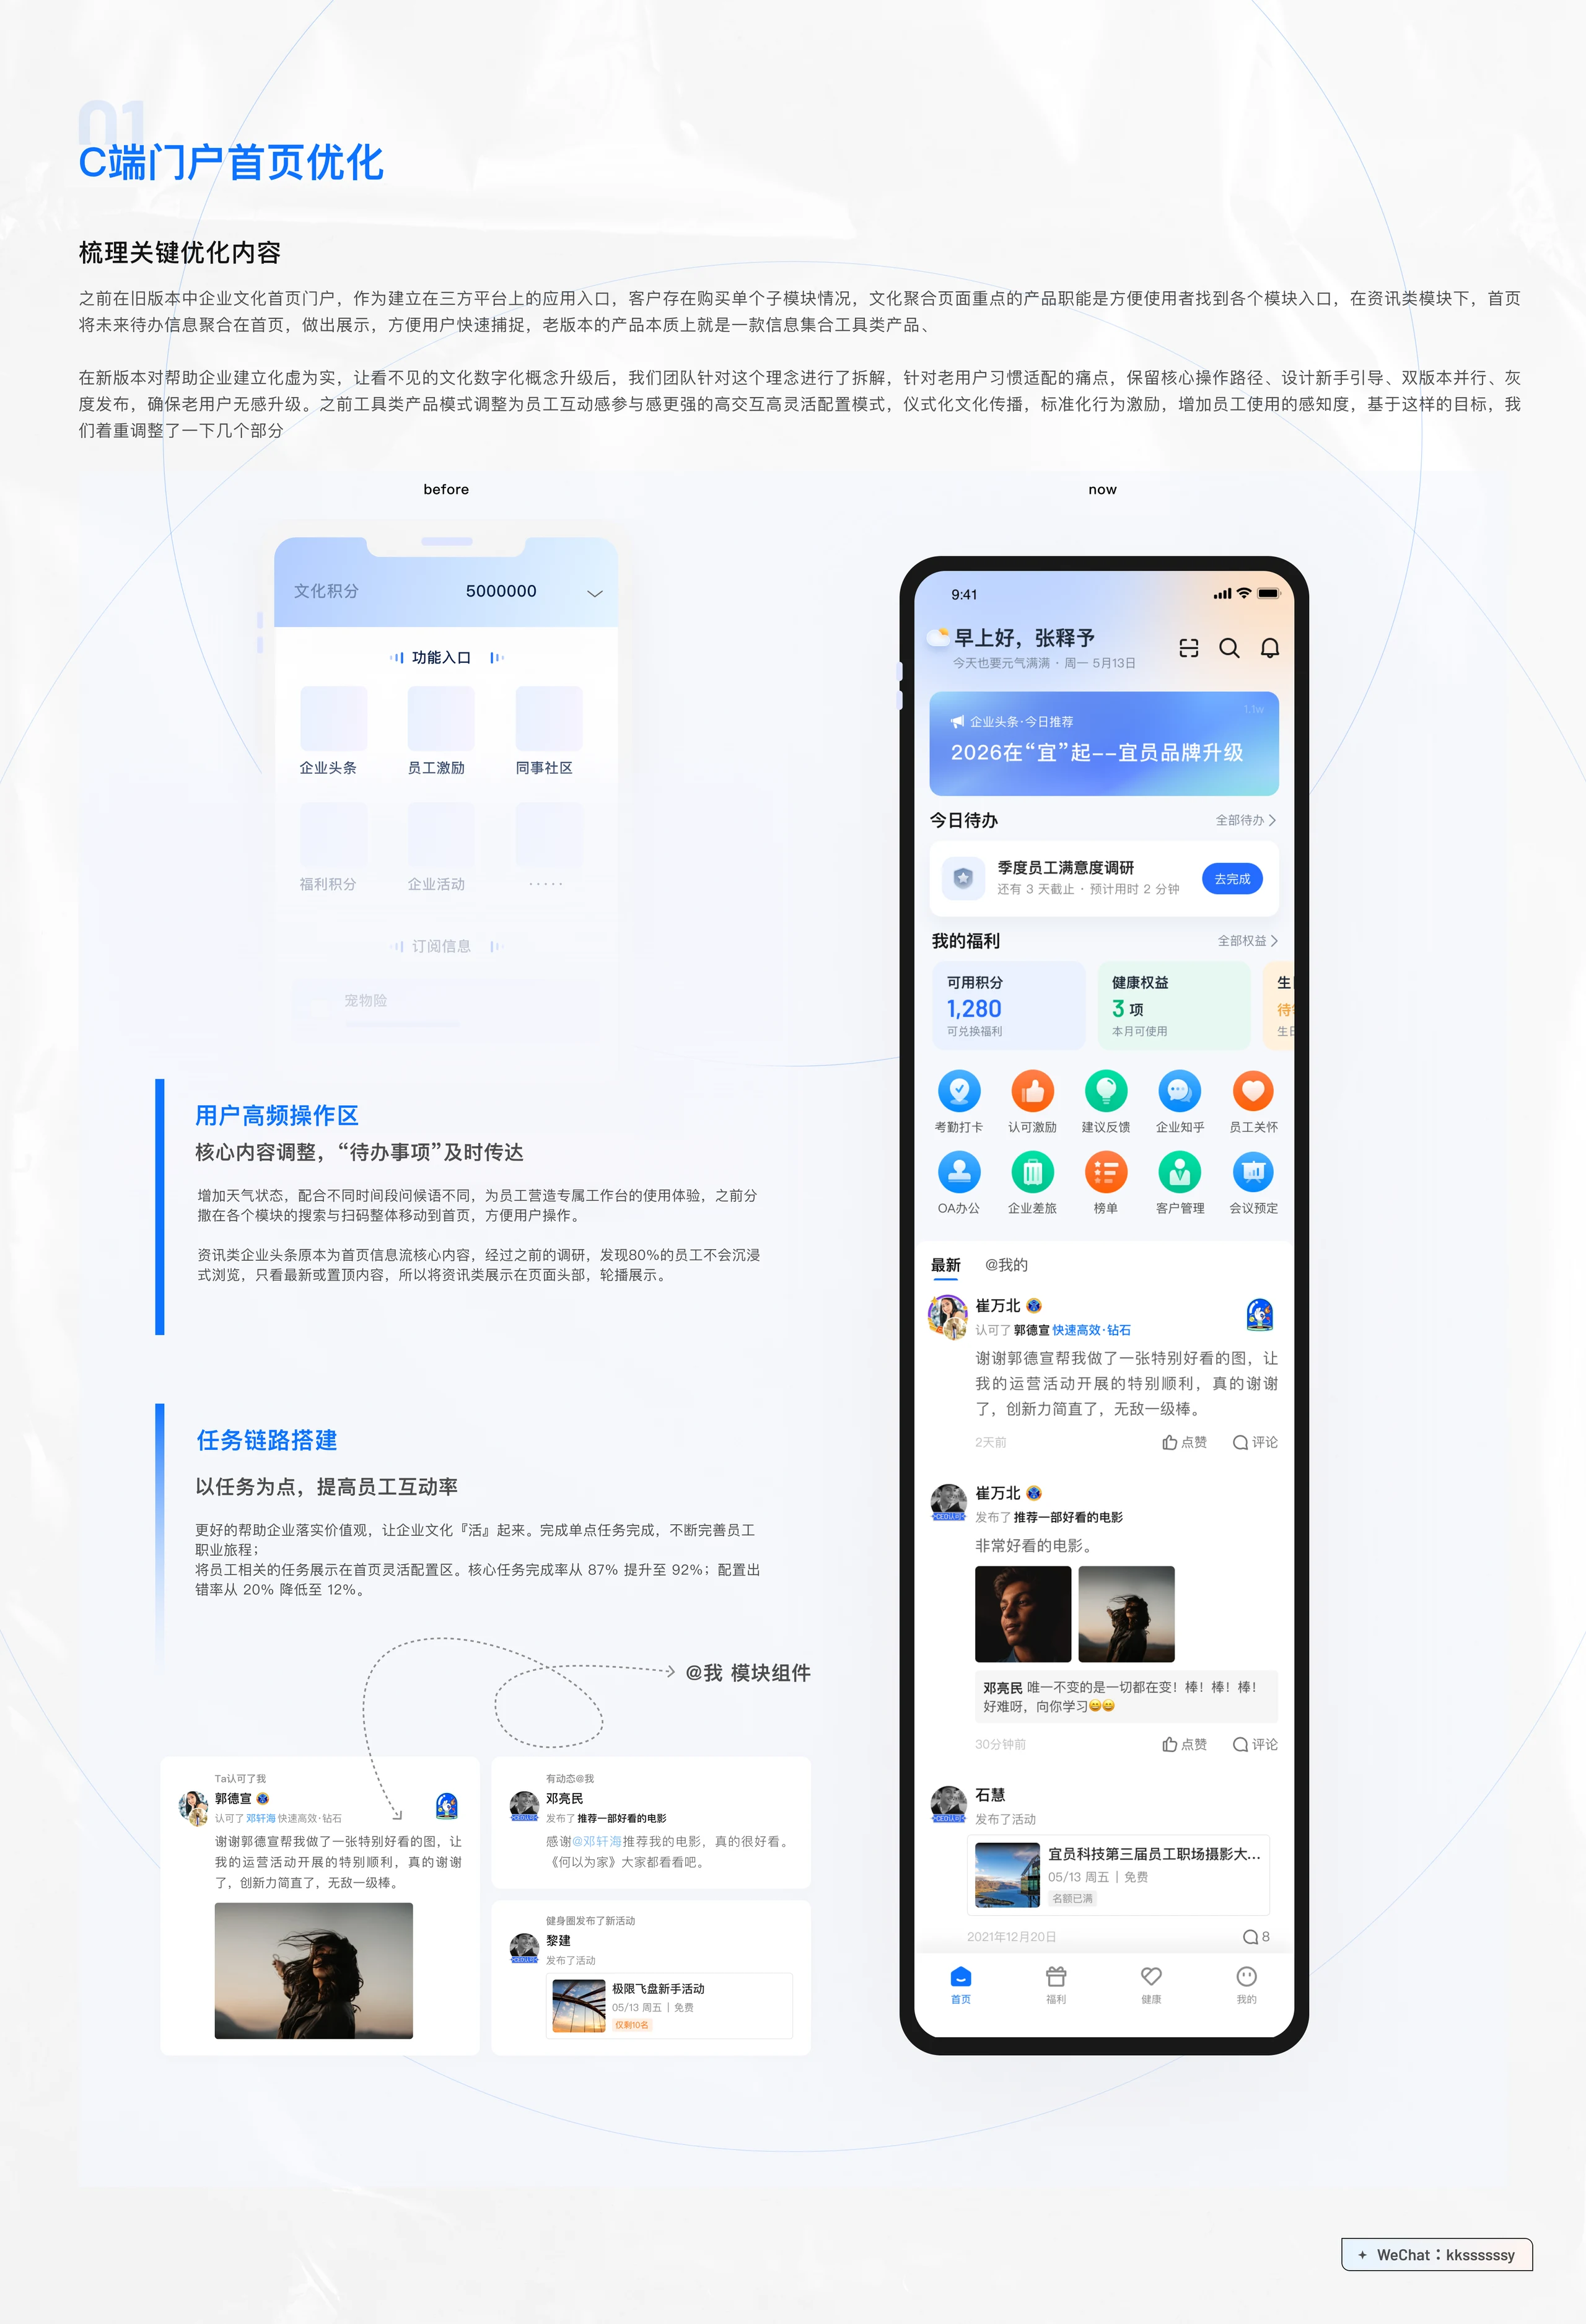 01
C端门户首页优化
梳理关键优化内容
之前在旧版本中企业文化首页门户，作为建立在三方平台上的应用入口，客户存在购买单个子模块情况，文化聚合页面重点的产品职能是方便使用者找到各个模块入口，在资讯类模块下，首页
将未来待办信息聚合在首页，做出展示，方便用户快速捕捉，老版本的产品本质上就是一款信息集合工具类产品、
在新版本对帮助企业建立化虚为实，让看不见的文化数字化概念升级后，我们团队针对这个理念进行了拆解，针对老用户习惯适配的痛点，保留核心操作路径、设计新手引导、双版本并行、灰
度发布，确保老用户无感升级。之前工具类产品模式调整为员工互动感参与感更强的高交互高灵活配置模式，仪式化文化传播，标准化行为激励，增加员工使用的感知度，基于这样的目标，我
们着重调整了一下几个部分
before
文化积分 5000000
功能入口
企业头条 员工激励 同事社区
福利积分 企业活动 ·····
订阅信息
宠物险
用户高频操作区
核心内容调整，“待办事项”及时传达
增加天气状态，配合不同时间段问候语不同，为员工营造专属工作台的使用体验，之前分
撒在各个模块的搜索与扫码整体移动到首页，方便用户操作。
资讯类企业头条原本为首页信息流核心内容，经过之前的调研，发现80%的员工不会沉浸
式浏览，只看最新或置顶内容，所以将资讯类展示在页面头部，轮播展示。
任务链路搭建
以任务为点，提高员工互动率
更好的帮助企业落实价值观，让企业文化『活』起来。完成单点任务完成，不断完善员工
职业旅程；
将员工相关的任务展示在首页灵活配置区。核心任务完成率从 87% 提升至 92%；配置出
错率从 20% 降低至 12%。
@我 模块组件
Ta认可了我
郭德宣
认可了 邓轩海 快速高效·钻石
谢谢郭德宣帮我做了一张特别好看的图，让
我的运营活动开展的特别顺利，真的谢谢
了，创新力简直了，无敌一级棒。
有动态@我
邓亮民
CEO认可
发布了 推荐一部好看的电影
感谢@邓轩海推荐我的电影，真的很好看。
《何以为家》大家都看看吧。
健身圈发布了新活动
黎建
CEO认可
发布了活动
极限飞盘新手活动
05/13 周五 | 免费
仅剩10名
now
9:41
早上好，张释予
今天也要元气满满 · 周一 5月13日
1.1w
企业头条·今日推荐
2026在“宜”起——宜员品牌升级
今日待办 全部待办
季度员工满意度调研
还有 3 天截止 · 预计用时 2 分钟
去完成
我的福利 全部权益
可用积分 健康权益 生
1,280 3 项 待
可兑换福利 本月可使用 生
考勤打卡 认可激励 建议反馈 企业知乎 员工关怀
OA办公 企业差旅 榜单 客户管理 会议预定
最新 @我的
崔万北
认可了 郭德宣 快速高效·钻石
谢谢郭德宣帮我做了一张特别好看的图，让
我的运营活动开展的特别顺利，真的谢谢
了，创新力简直了，无敌一级棒。
2天前 点赞 评论
崔万北
CEO认可
发布了 推荐一部好看的电影
非常好看的电影。
邓亮民 唯一不变的是一切都在变！棒！棒！棒！
好难呀，向你学习😄😄
30分钟前 点赞 评论
石慧
CEO认可
发布了活动
宜员科技第三届员工职场摄影大...
05/13 周五 | 免费
名额已满
2021年12月20日 8
首页 福利 健康 我的
WeChat：kkssssssy